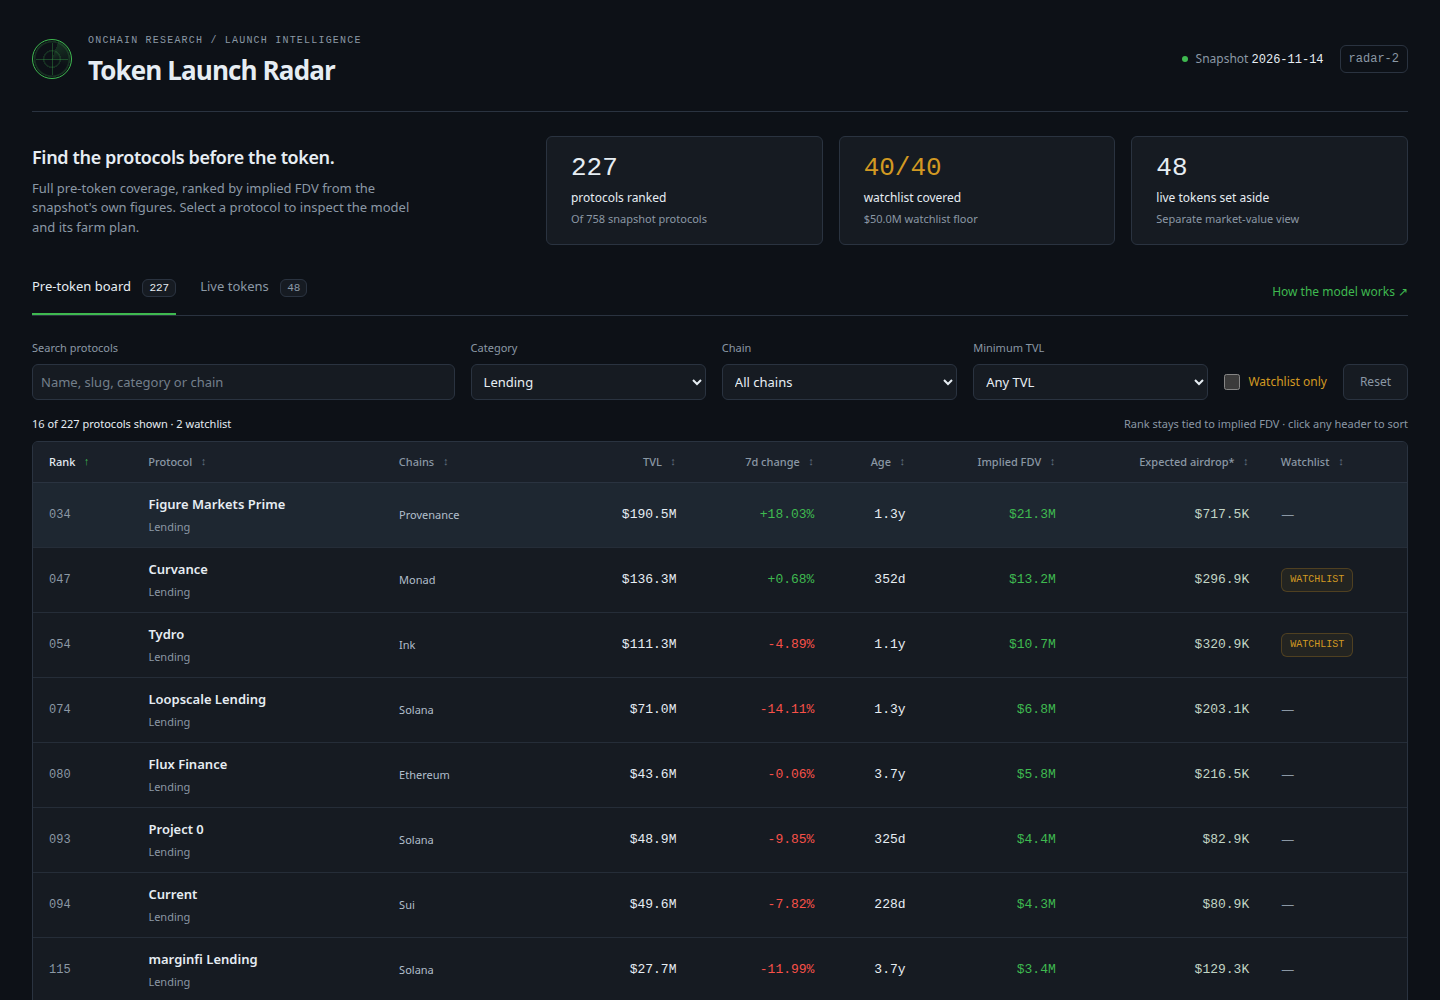 ONCHAIN RESEARCH / LAUNCH INTELLIGENCE
Token Launch Radar
Snapshot 2026-11-14
radar-2
Find the protocols before the token.
Full pre-token coverage, ranked by implied FDV from the
snapshot's own figures. Select a protocol to inspect the model
and its farm plan.
227
protocols ranked
Of 758 snapshot protocols
40/40
watchlist covered
$50.0M watchlist floor
48
live tokens set aside
Separate market-value view
Pre-token board 227
Live tokens 48
How the model works ↗
Search protocols
Name, slug, category or chain
Category
Lending
Chain
All chains
Minimum TVL
Any TVL
Watchlist only
Reset
16 of 227 protocols shown · 2 watchlist
Rank stays tied to implied FDV · click any header to sort
Rank ↑ Protocol ↕ Chains ↕ TVL ↕ 7d change ↕ Age ↕ Implied FDV ↕ Expected airdrop* ↕ Watchlist ↕
034 Figure Markets Prime Provenance $190.5M +18.03% 1.3y $21.3M $717.5K —
Lending
047 Curvance Monad $136.3M +0.68% 352d $13.2M $296.9K WATCHLIST
Lending
054 Tydro Ink $111.3M -4.89% 1.1y $10.7M $320.9K WATCHLIST
Lending
074 Loopscale Lending Solana $71.0M -14.11% 1.3y $6.8M $203.1K —
Lending
080 Flux Finance Ethereum $43.6M -0.06% 3.7y $5.8M $216.5K —
Lending
093 Project 0 Solana $48.9M -9.85% 325d $4.4M $82.9K —
Lending
094 Current Sui $49.6M -7.82% 228d $4.3M $80.9K —
Lending
115 marginfi Lending Solana $27.7M -11.99% 3.7y $3.4M $129.3K —
Lending